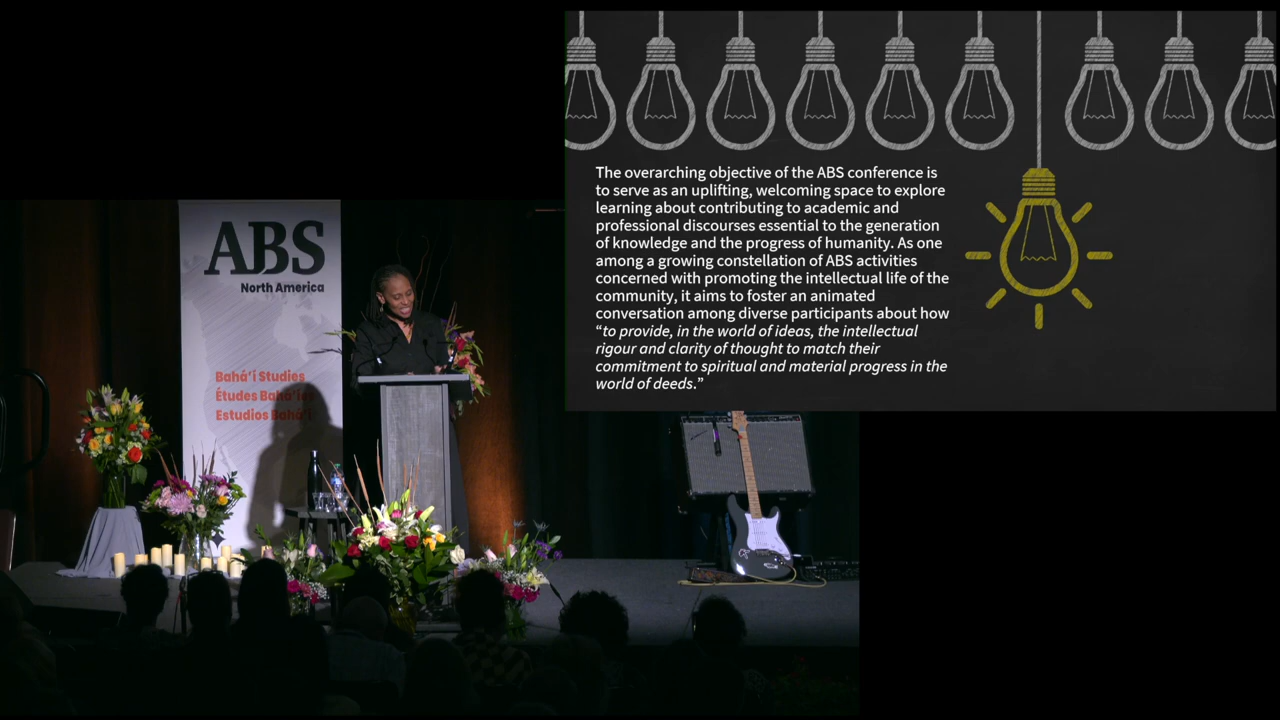 ABS
North America
Bahá'í Studies
Études Bahá'íes
Estudios Bahá'í
The overarching objective of the ABS conference is
to serve as an uplifting, welcoming space to explore
learning about contributing to academic and
professional discourses essential to the generation
of knowledge and the progress of humanity. As one
among a growing constellation of ABS activities
concerned with promoting the intellectual life of the
community, it aims to foster an animated
conversation among diverse participants about how
“to provide, in the world of ideas, the intellectual
rigour and clarity of thought to match their
commitment to spiritual and material progress in the
world of deeds.”